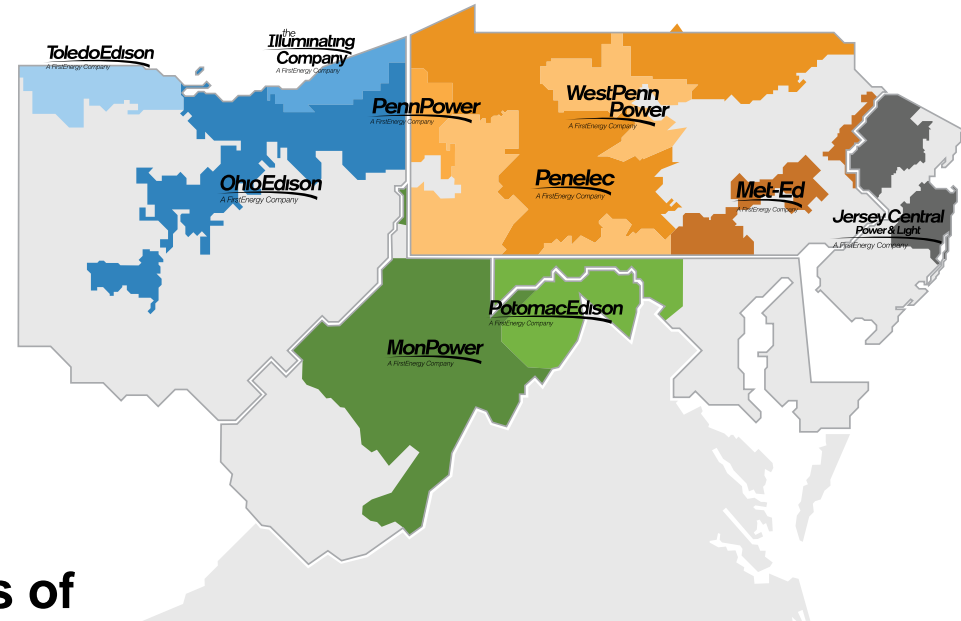 ToledoEdison
A FirstEnergy Company
the
Illuminating
Company
A FirstEnergy Company
PennPower
A FirstEnergy Company
WestPenn
Power
A FirstEnergy Company
OhioEdison
A FirstEnergy Company
Penelec
A FirstEnergy Company
Met-Ed
A FirstEnergy Company
Jersey Central
Power & Light
A FirstEnergy Company
PotomacEdison
A FirstEnergy Company
MonPower
A FirstEnergy Company
s of